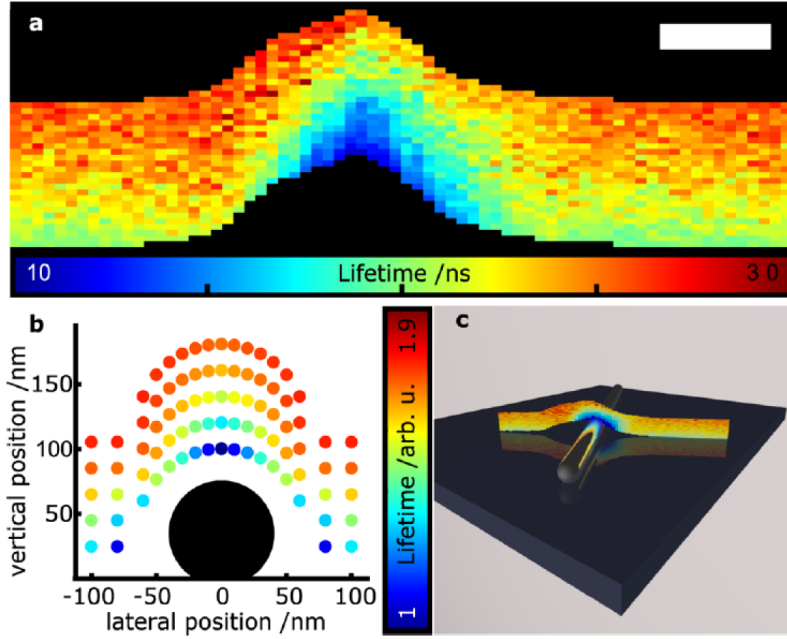 a
10 Lifetime /ns 3 0
b
c
vertical position /nm
150
100
50
-100 -50 0 50 100
lateral position /nm
1 Lifetime /arb. u. 1.9